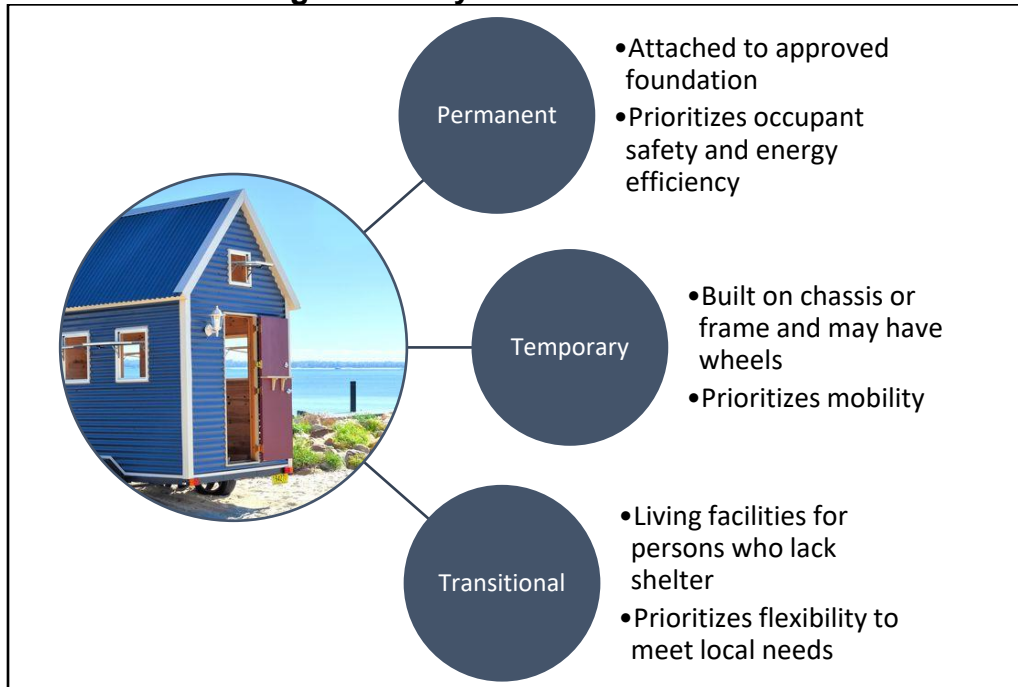 Permanent
•Attached to approved
foundation
•Prioritizes occupant
safety and energy
efficiency
Temporary
•Built on chassis or
frame and may have
wheels
•Prioritizes mobility
Transitional
•Living facilities for
persons who lack
shelter
•Prioritizes flexibility to
meet local needs